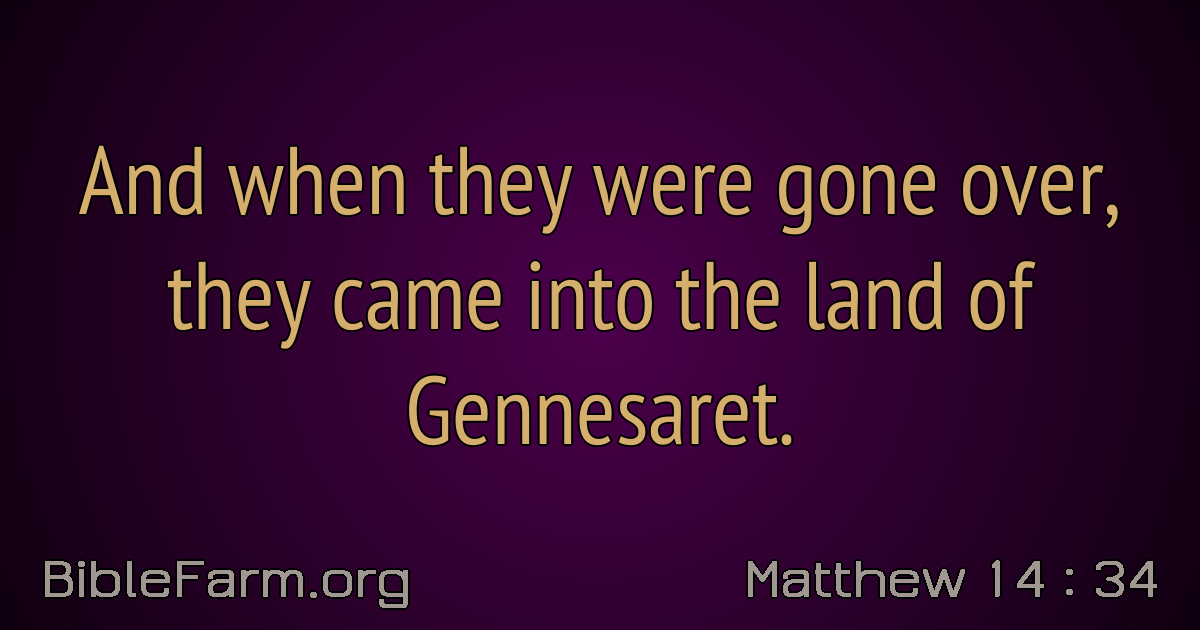 And when they were gone over,
they came into the land of
Gennesaret.
BibleFarm.org
Matthew 14 : 34